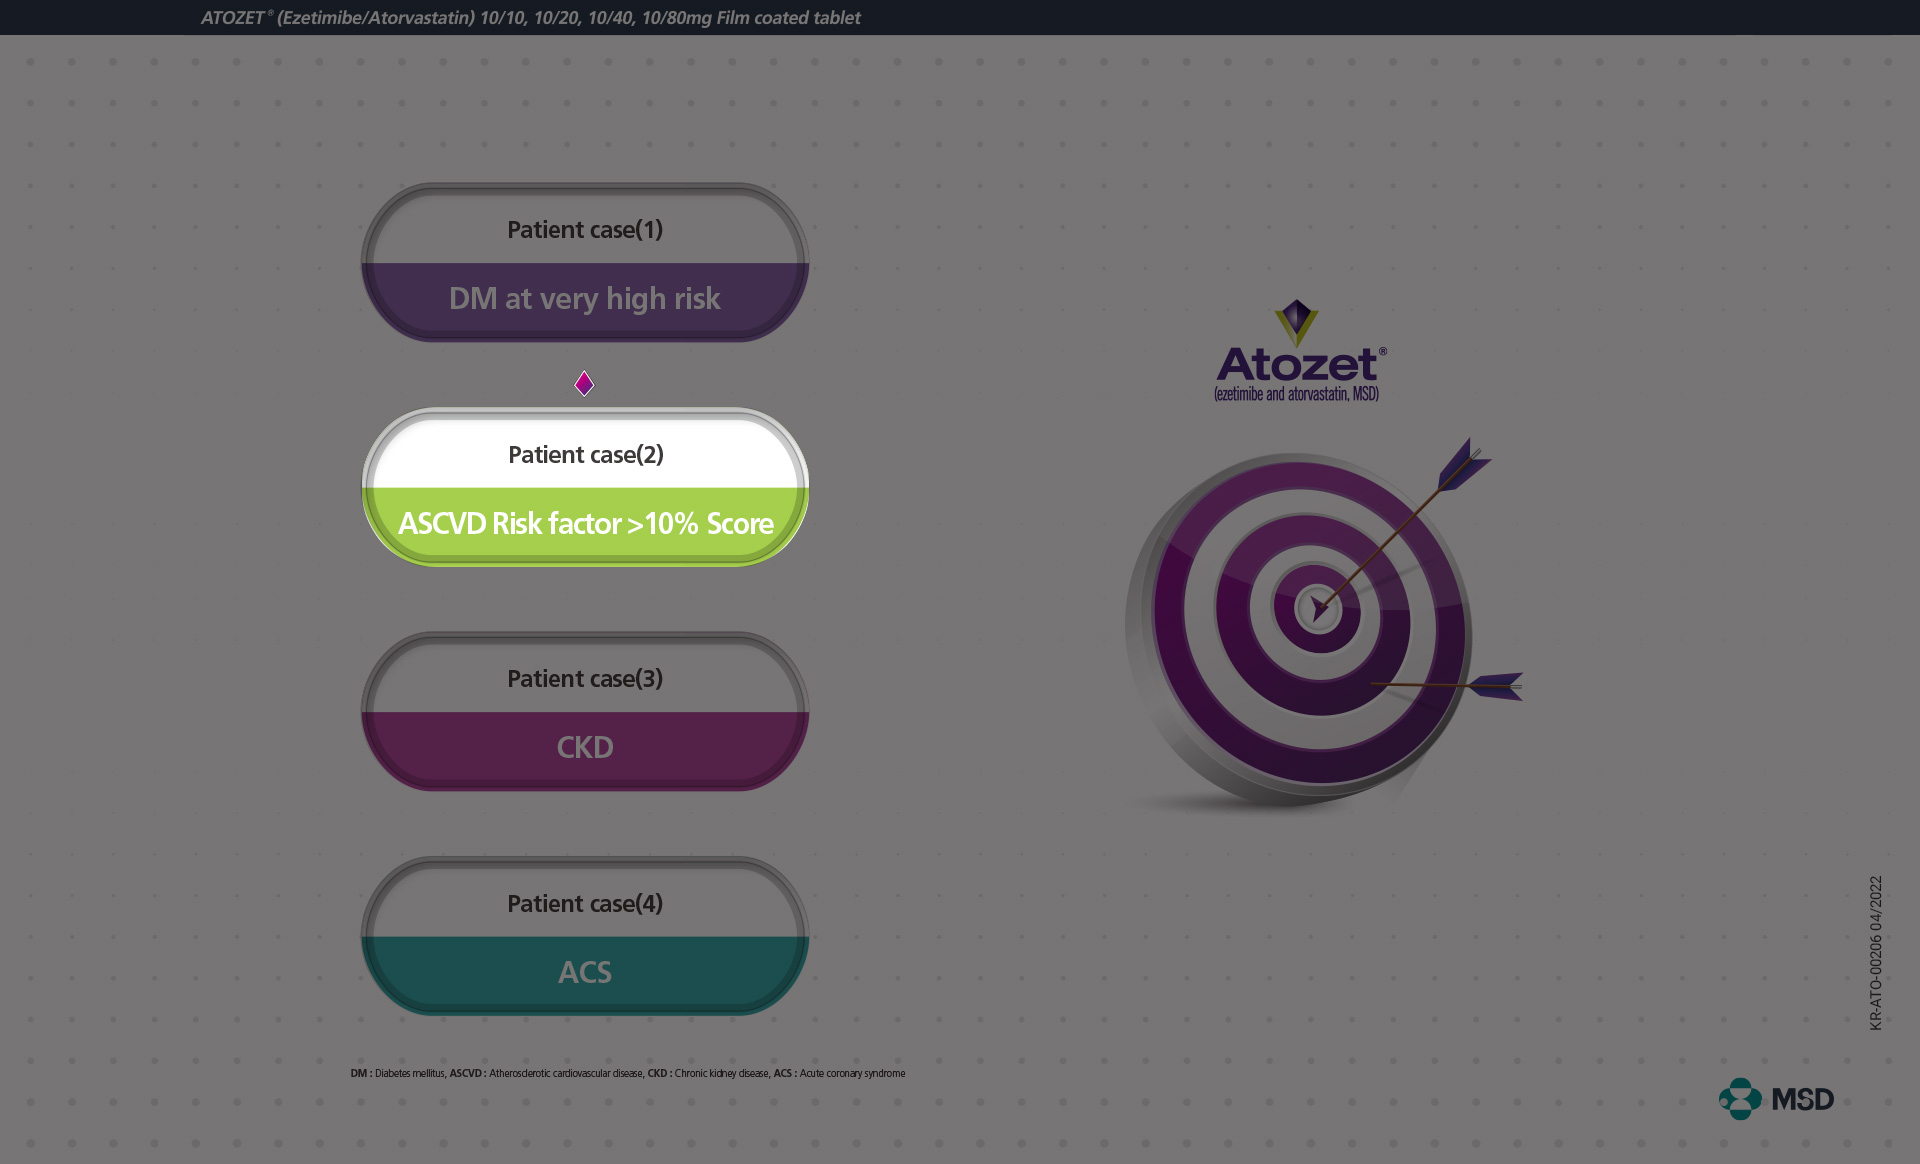 ATOZET® (Ezetimibe/Atorvastatin) 10/10, 10/20, 10/40, 10/80mg Film coated tablet
Patient case(1)
DM at very high risk
Patient case(2)
ASCVD Risk factor >10% Score
Patient case(3)
CKD
Patient case(4)
ACS
DM : Diabetes mellitus, ASCVD : Atherosclerotic cardiovascular disease, CKD : Chronic kidney disease, ACS : Acute coronary syndrome
Atozet®
(ezetimibe and atorvastatin, MSD)
KR-ATO-00206 04/2022
MSD